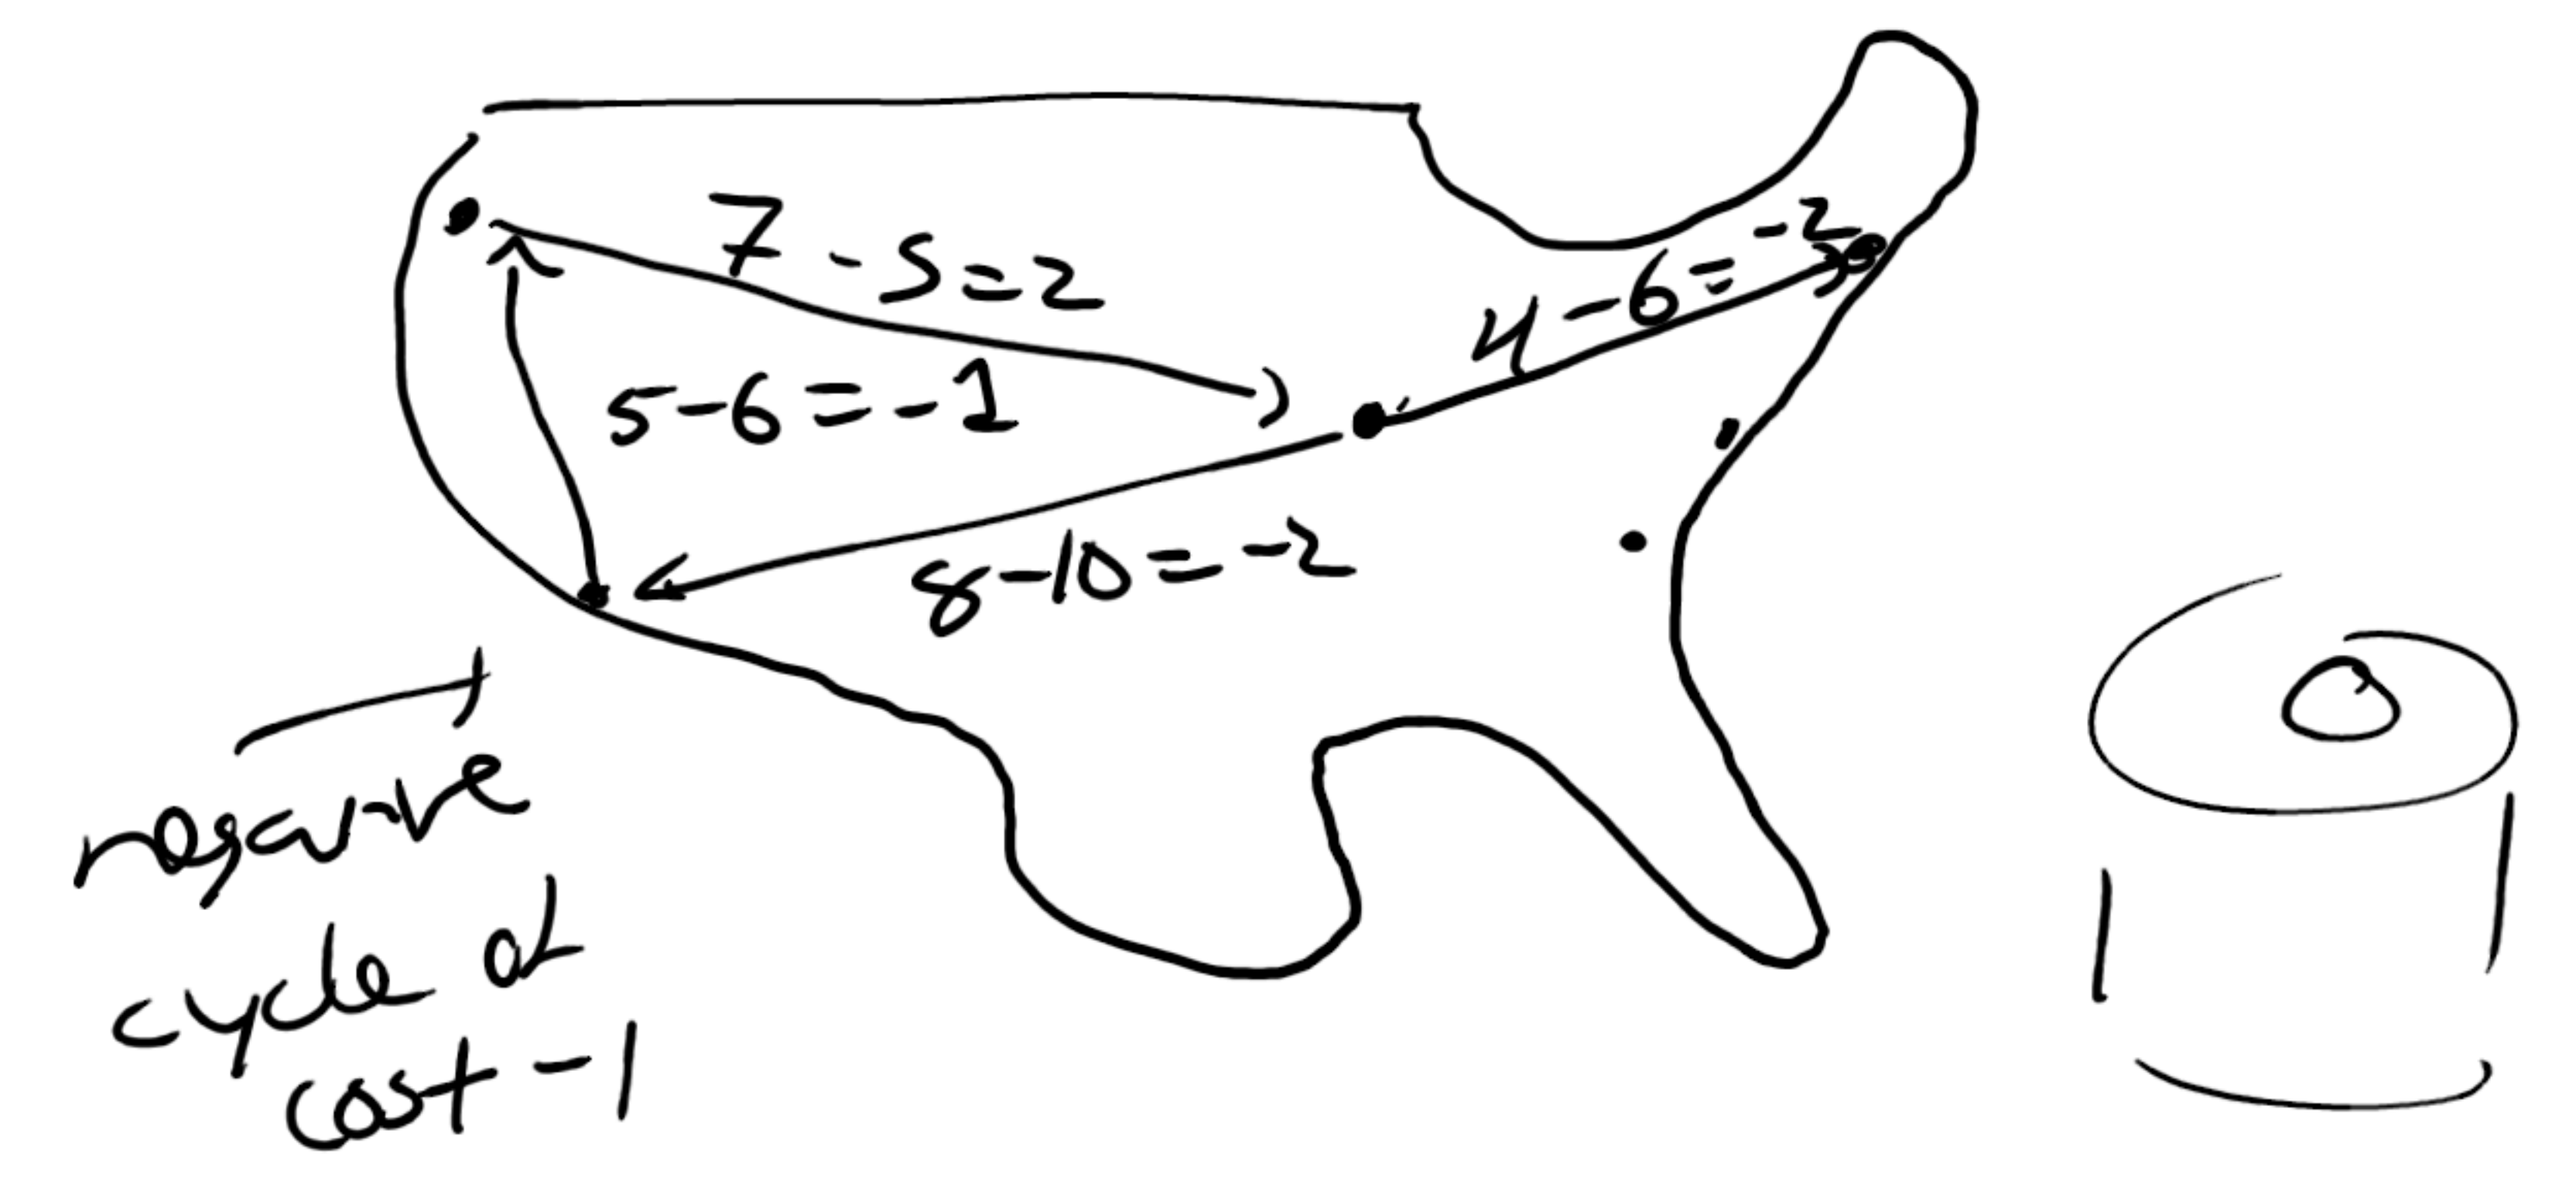 7 - 5 = 2
4 - 6 = -2
5 - 6 = -1
8 - 10 = -2
negative
cycle of
cost -1